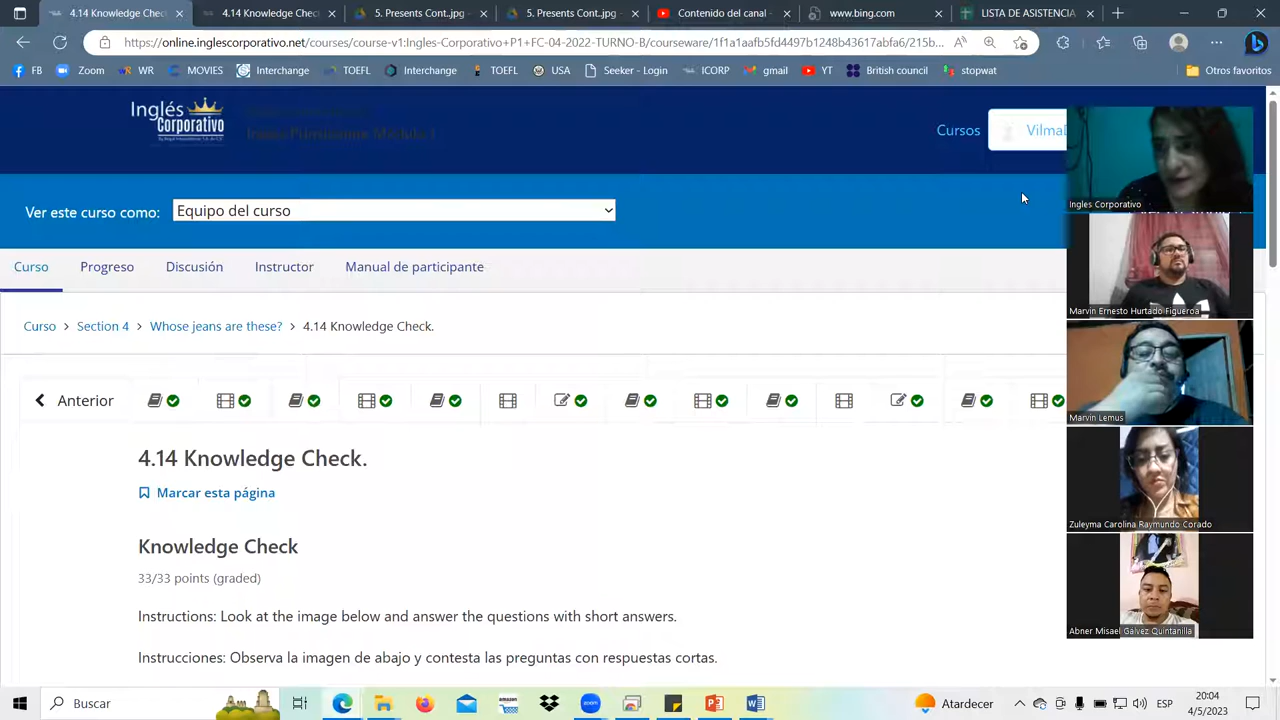 4.14 Knowledge Check
4.14 Knowledge Check
5. Presents Cont.jpg -
5. Presents Cont.jpg -
Contenido del canal -
www.bing.com
LISTA DE ASISTENCIA
https://online.inglescorporativo.net/courses/course-v1:Ingles-Corporativo+P1+FC-04-2022-TURNO-B/courseware/1f1a1aafb5fd4497b1248b43617abfa6/215b...
FB
Zoom
WR
MOVIES
Interchange
TOEFL
Interchange
TOEFL
USA
Seeker - Login
ICORP
gmail
YT
British council
stopwat
Otros favoritos
Inglés
Corporativo
Cursos
Ver este curso como:
Equipo del curso
Curso
Progreso
Discusión
Instructor
Manual de participante
Curso > Section 4 > Whose jeans are these? > 4.14 Knowledge Check.
Anterior
4.14 Knowledge Check.
Marcar esta página
Knowledge Check
33/33 points (graded)
Instructions: Look at the image below and answer the questions with short answers.
Instrucciones: Observa la imagen de abajo y contesta las preguntas con respuestas cortas.
Ingles Corporativo
Marvin Ernesto Hurtado Figueroa
Marvin Lemus
Zuleyma Carolina Raymundo Corado
Abner Misael Galvez Quintanilla
Buscar
Atardecer
ESP
20:04
4/5/2023